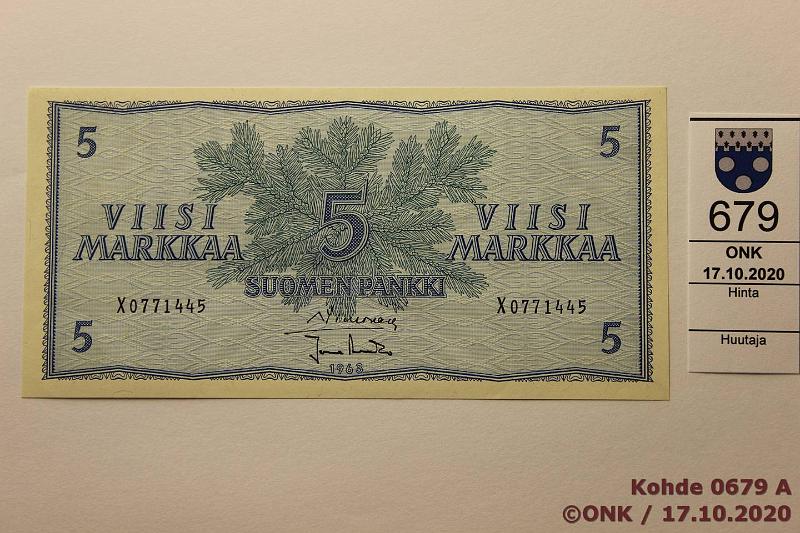 5 5
VIISI 5 VIISI
MARKKAA MARKKAA
SUOMEN PANKKI
X0771445 X0771445
5 5
1963
679
ONK
17.10.2020
Hinta
Huutaja
Kohde 0679 A
©ONK / 17.10.2020